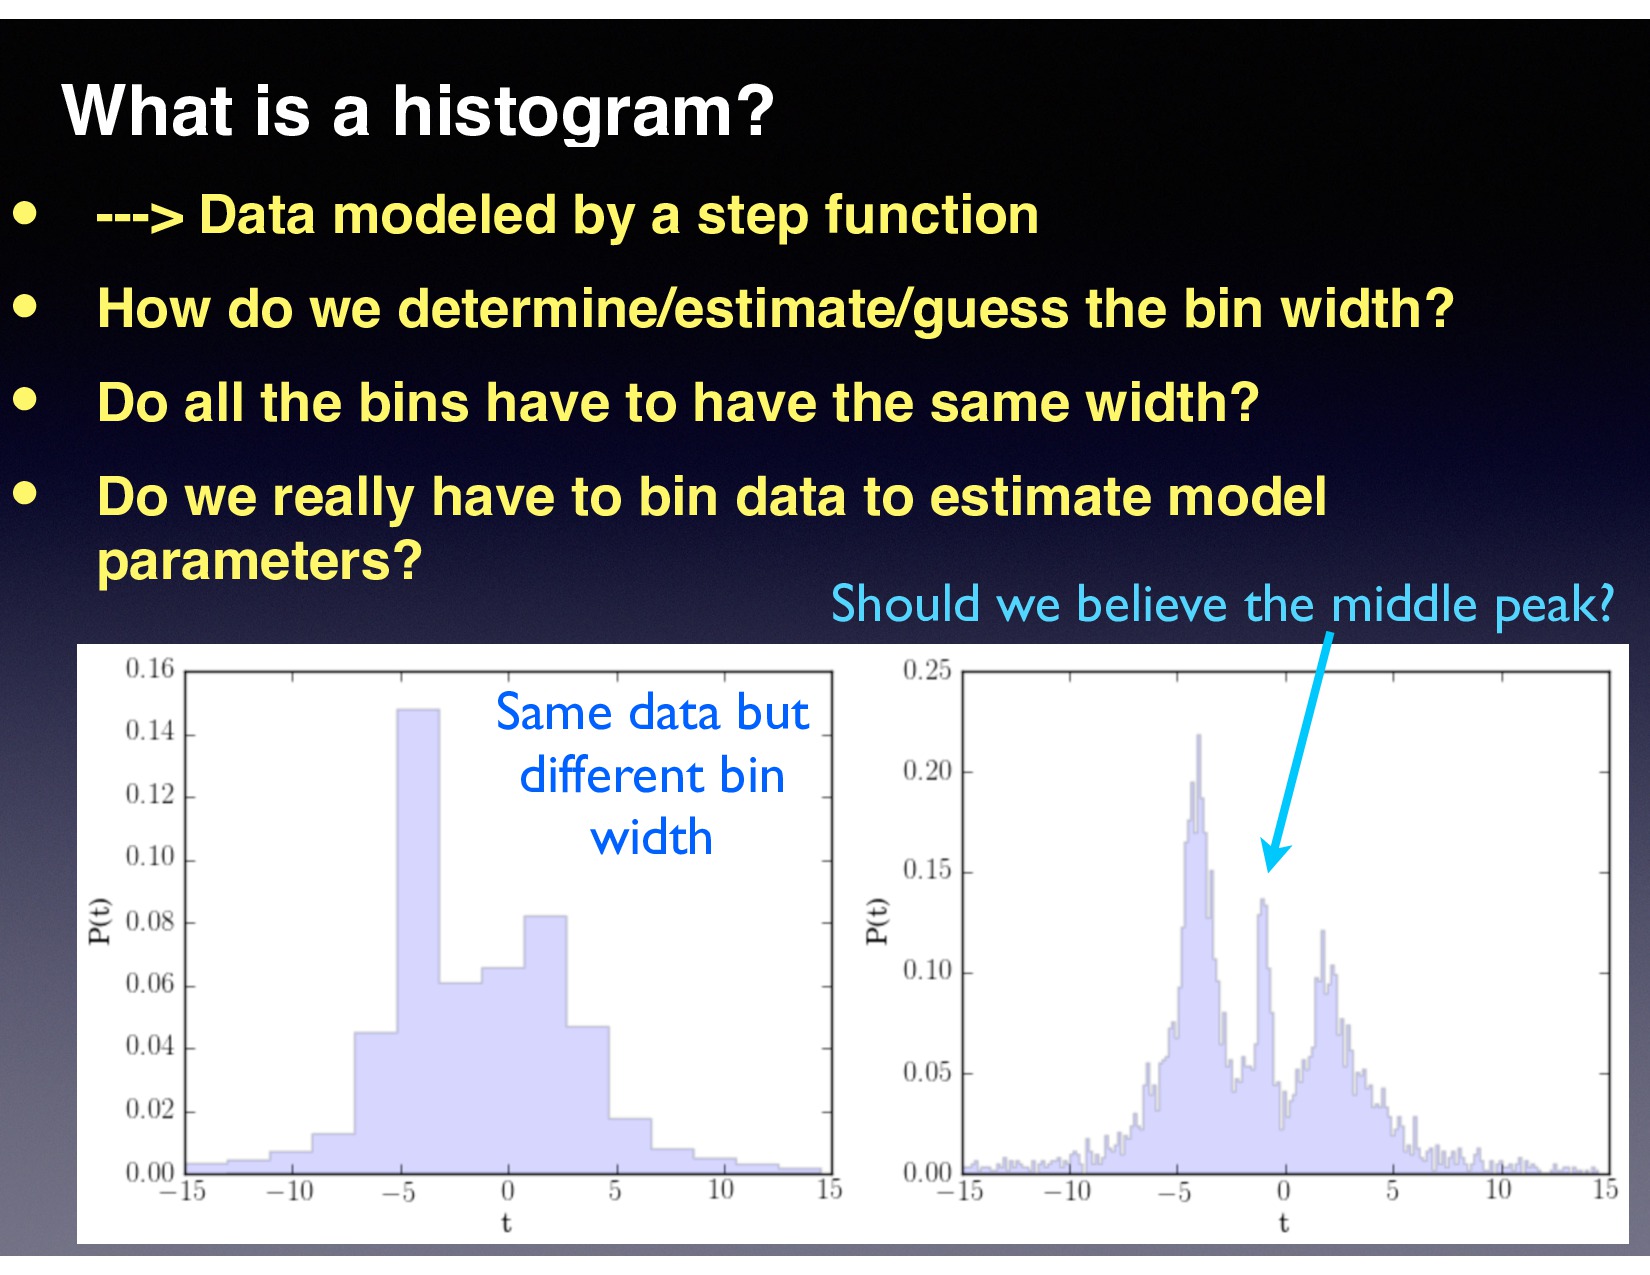 What is a histogram?
• ---> Data modeled by a step function
• How do we determine/estimate/guess the bin width?
• Do all the bins have to have the same width?
• Do we really have to bin data to estimate model
parameters?
Should we believe the middle peak?
Same data but
different bin
width
0.16
0.14
0.12
0.10
0.08
0.06
0.04
0.02
0.00
P(t)
−15 −10 −5 0 5 10 15
t
0.25
0.20
0.15
0.10
0.05
0.00
P(t)
−15 −10 −5 0 5 10 15
t